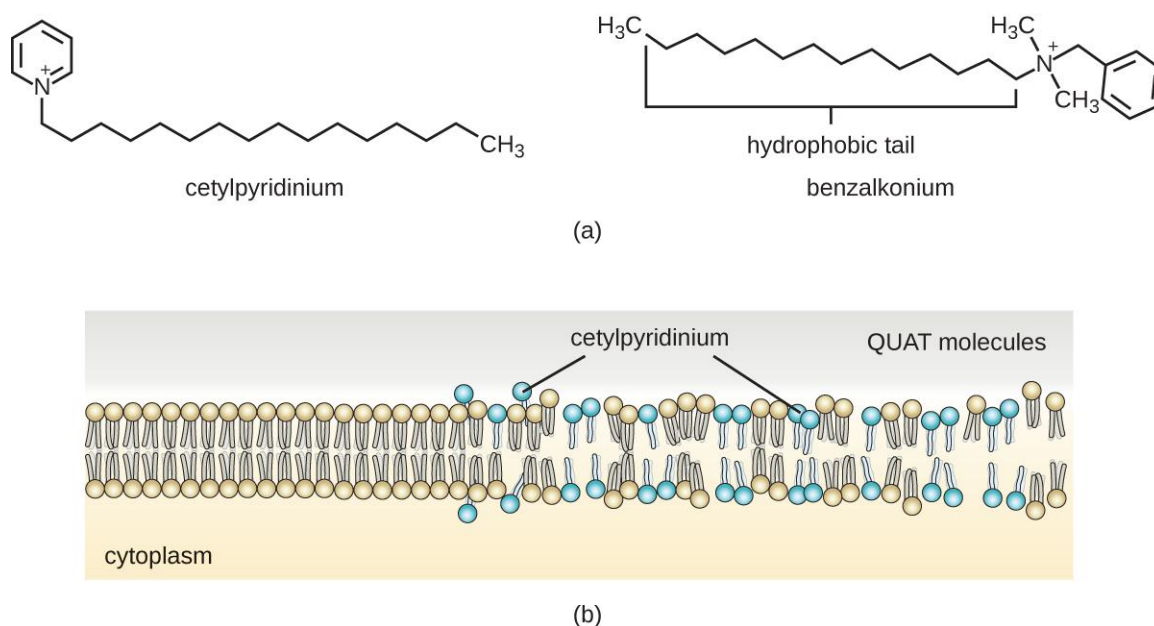 H₃C
H₃C
+
N
CH₃
+
N
CH₃
hydrophobic tail
cetylpyridinium
benzalkonium
(a)
cetylpyridinium
QUAT molecules
cytoplasm
(b)